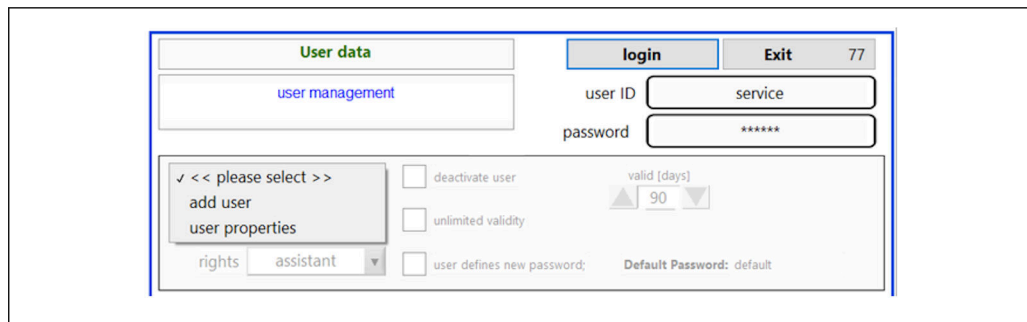 User data
login
Exit 77
user management
user ID service
password ******
✓ << please select >>
add user
user properties
deactivate user
unlimited validity
valid [days]
90
rights assistant
user defines new password;
Default Password: default